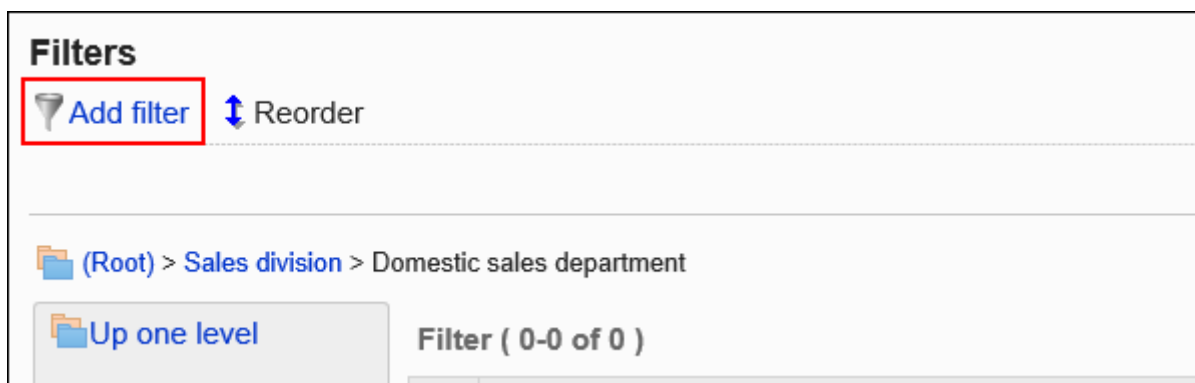 Filters
Add filter Reorder
(Root) > Sales division > Domestic sales department
Up one level
Filter ( 0-0 of 0 )